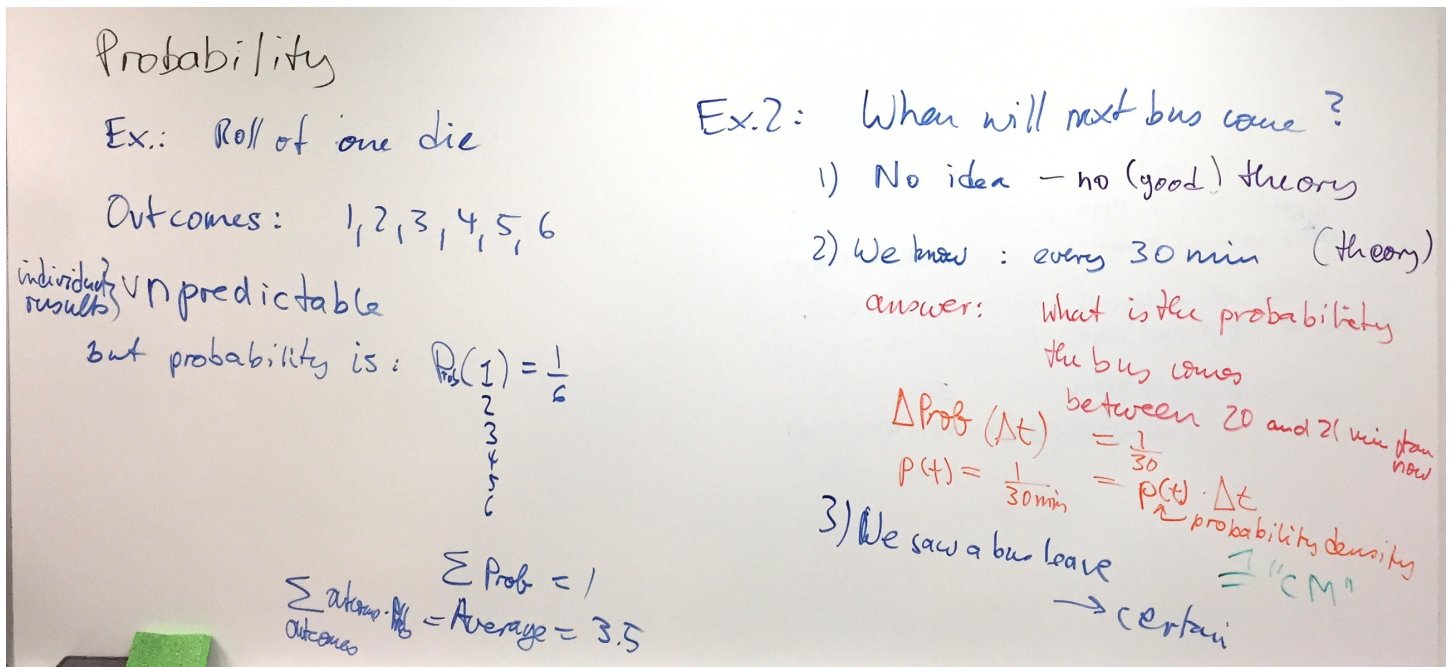 Probability
Ex.: Roll of one die
Outcomes: 1, 2, 3, 4, 5, 6
individual results) unpredictable
but probability is: Prob(1) = 1/6
2
3
4
5
6
∑ Prob = 1
∑ outcome · Prob = Average = 3.5
outcomes
Ex.2: When will next bus come?
1) No idea – no (good) theory
2) We know : every 30 min (theory)
answer: What is the probability
the bus comes
between 20 and 21 min from
now
ΔProb (Δt) = 1/30
p(t) = 1/30min = p(t) · Δt
probability density
3) We saw a bus leave
→ certain
"CM"